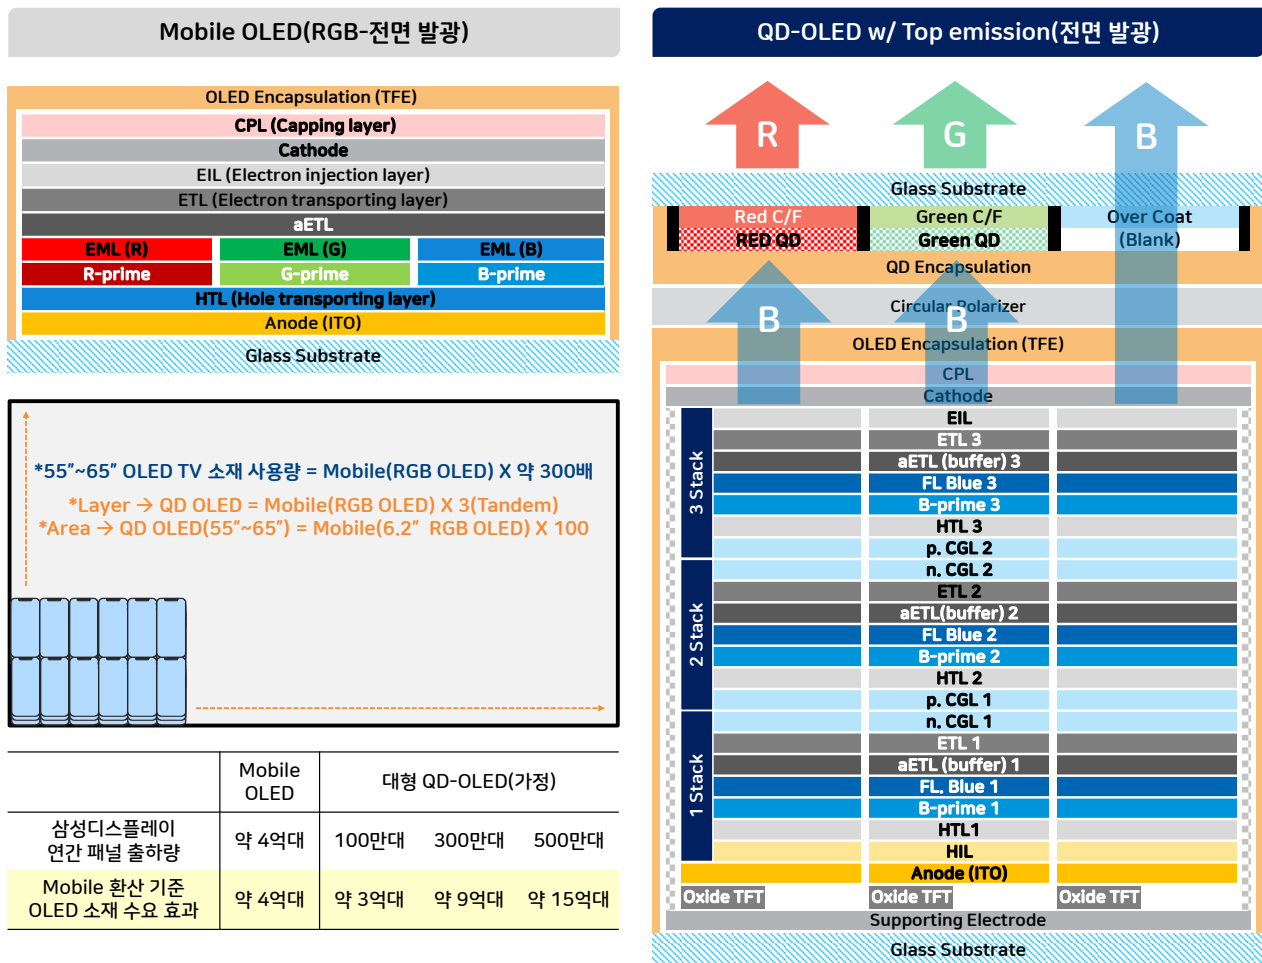 Mobile OLED(RGB-전면 발광)
OLED Encapsulation (TFE)
CPL (Capping layer)
Cathode
EIL (Electron injection layer)
ETL (Electron transporting layer)
aETL
EML (R) EML (G) EML (B)
R-prime G-prime B-prime
HTL (Hole transporting layer)
Anode (ITO)
Glass Substrate
*55"~65" OLED TV 소재 사용량 = Mobile(RGB OLED) X 약 300배
*Layer → QD OLED = Mobile(RGB OLED) X 3(Tandem)
*Area → QD OLED(55"~65") = Mobile(6.2" RGB OLED) X 100
Mobile
OLED
대형 QD-OLED(가정)
삼성디스플레이
연간 패널 출하량
약 4억대 100만대 300만대 500만대
Mobile 환산 기준
OLED 소재 수요 효과
약 4억대 약 3억대 약 9억대 약 15억대
QD-OLED w/ Top emission(전면 발광)
R G B
Glass Substrate
Red C/F Green C/F Over Coat
RED QD Green QD (Blank)
QD Encapsulation
Circular Polarizer
B B
OLED Encapsulation (TFE)
CPL
Cathode
3 Stack
EIL
ETL 3
aETL (buffer) 3
FL Blue 3
B-prime 3
HTL 3
p. CGL 2
2 Stack
n. CGL 2
ETL 2
aETL(buffer) 2
FL Blue 2
B-prime 2
HTL 2
p. CGL 1
1 Stack
n. CGL 1
ETL 1
aETL (buffer) 1
FL. Blue 1
B-prime 1
HTL1
HIL
Anode (ITO)
Oxide TFT Oxide TFT Oxide TFT
Supporting Electrode
Glass Substrate